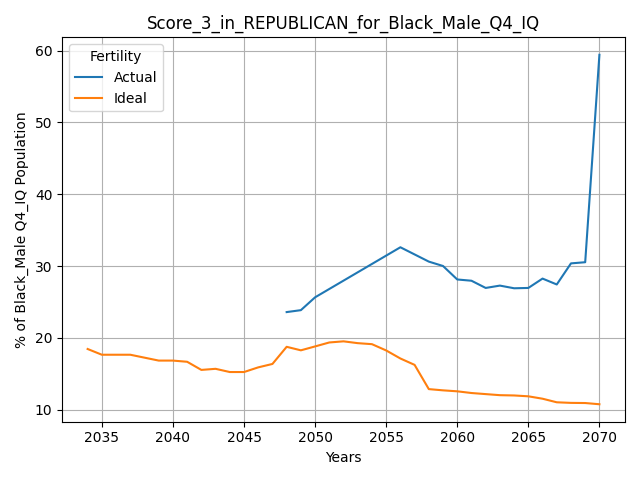 Score_3_in_REPUBLICAN_for_Black_Male_Q4_IQ
% of Black_Male Q4_IQ Population
60
50
40
30
20
10
Fertility
Actual
Ideal
2035 2040 2045 2050 2055 2060 2065 2070
Years